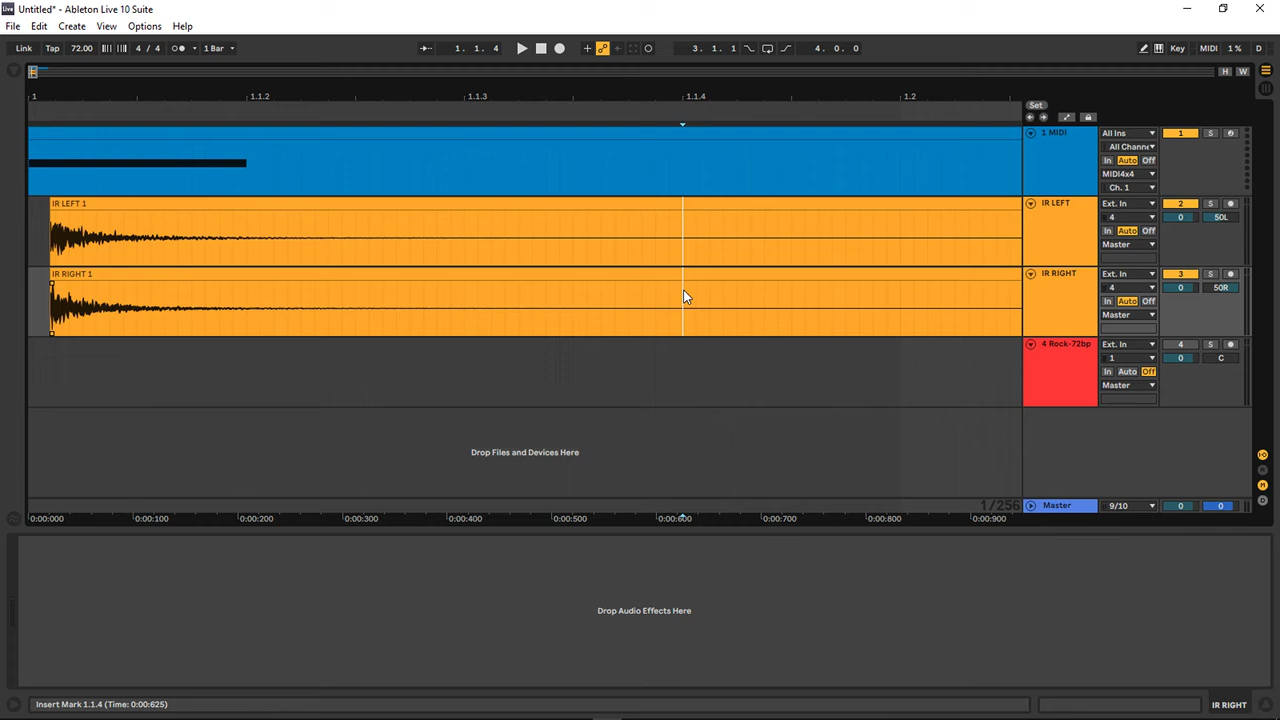 Untitled* - Ableton Live 10 Suite
File Edit Create View Options Help
Link Tap 72.00 4 / 4 1 Bar 1. 1. 4 3. 1. 1 4. 0. 0 Key MIDI 1 % D
H W
1 1.1.2 1.1.3 1.1.4 1.2
Set
1 MIDI All Ins 1 S
All Channe
In Auto Off
MIDI4x4
Ch. 1
IR LEFT 1 IR LEFT Ext. In 2 S
4 0 50L
In Auto Off
Master
IR RIGHT 1 IR RIGHT Ext. In 3 S
4 0 50R
In Auto Off
Master
4 Rock-72bp Ext. In 4 S
1 0 C
In Auto Off
Master
Drop Files and Devices Here
1/256 Master 9/10 0 0
0:00:000 0:00:100 0:00:200 0:00:300 0:00:400 0:00:500 0:00:600 0:00:700 0:00:800 0:00:900
Drop Audio Effects Here
Insert Mark 1.1.4 (Time: 0:00:625) IR RIGHT